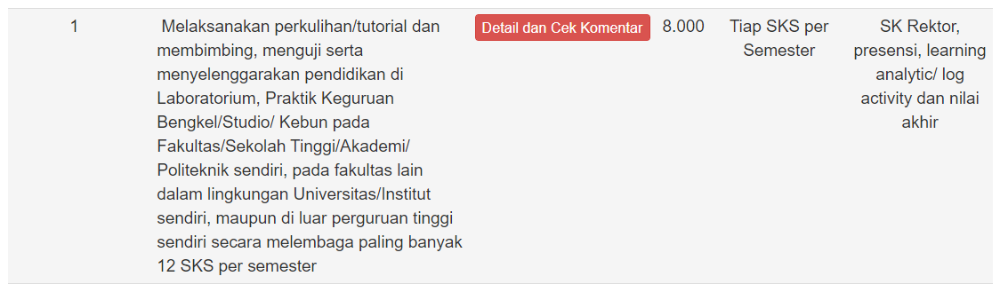 1
Melaksanakan perkulihan/tutorial dan
membimbing, menguji serta
menyelenggarakan pendidikan di
Laboratorium, Praktik Keguruan
Bengkel/Studio/ Kebun pada
Fakultas/Sekolah Tinggi/Akademi/
Politeknik sendiri, pada fakultas lain
dalam lingkungan Universitas/Institut
sendiri, maupun di luar perguruan tinggi
sendiri secara melembaga paling banyak
12 SKS per semester
Detail dan Cek Komentar
8.000
Tiap SKS per
Semester
SK Rektor,
presensi, learning
analytic/ log
activity dan nilai
akhir